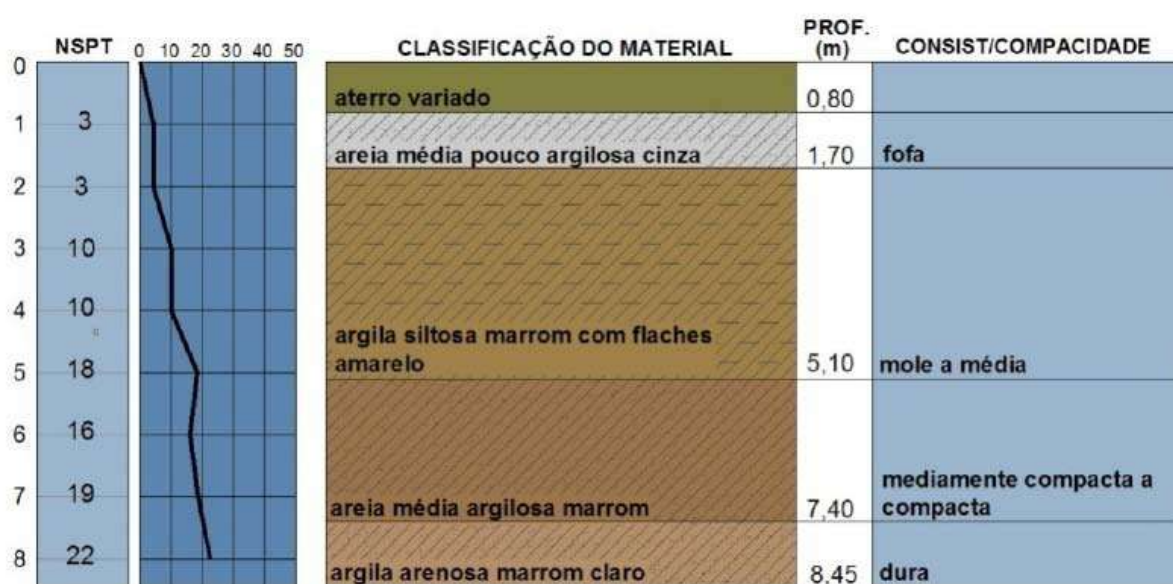 NSPT 0 10 20 30 40 50 CLASSIFICAÇÃO DO MATERIAL PROF. (m) CONSIST/COMPACIDADE
0
aterro variado 0,80
1 3
areia média pouco argilosa cinza 1,70 fofa
2 3
3 10
4 10
argila siltosa marrom com flaches
amarelo 5,10 mole a média
5 18
6 16
mediamente compacta a
7 19 areia média argilosa marrom 7,40 compacta
8 22
argila arenosa marrom claro 8,45 dura